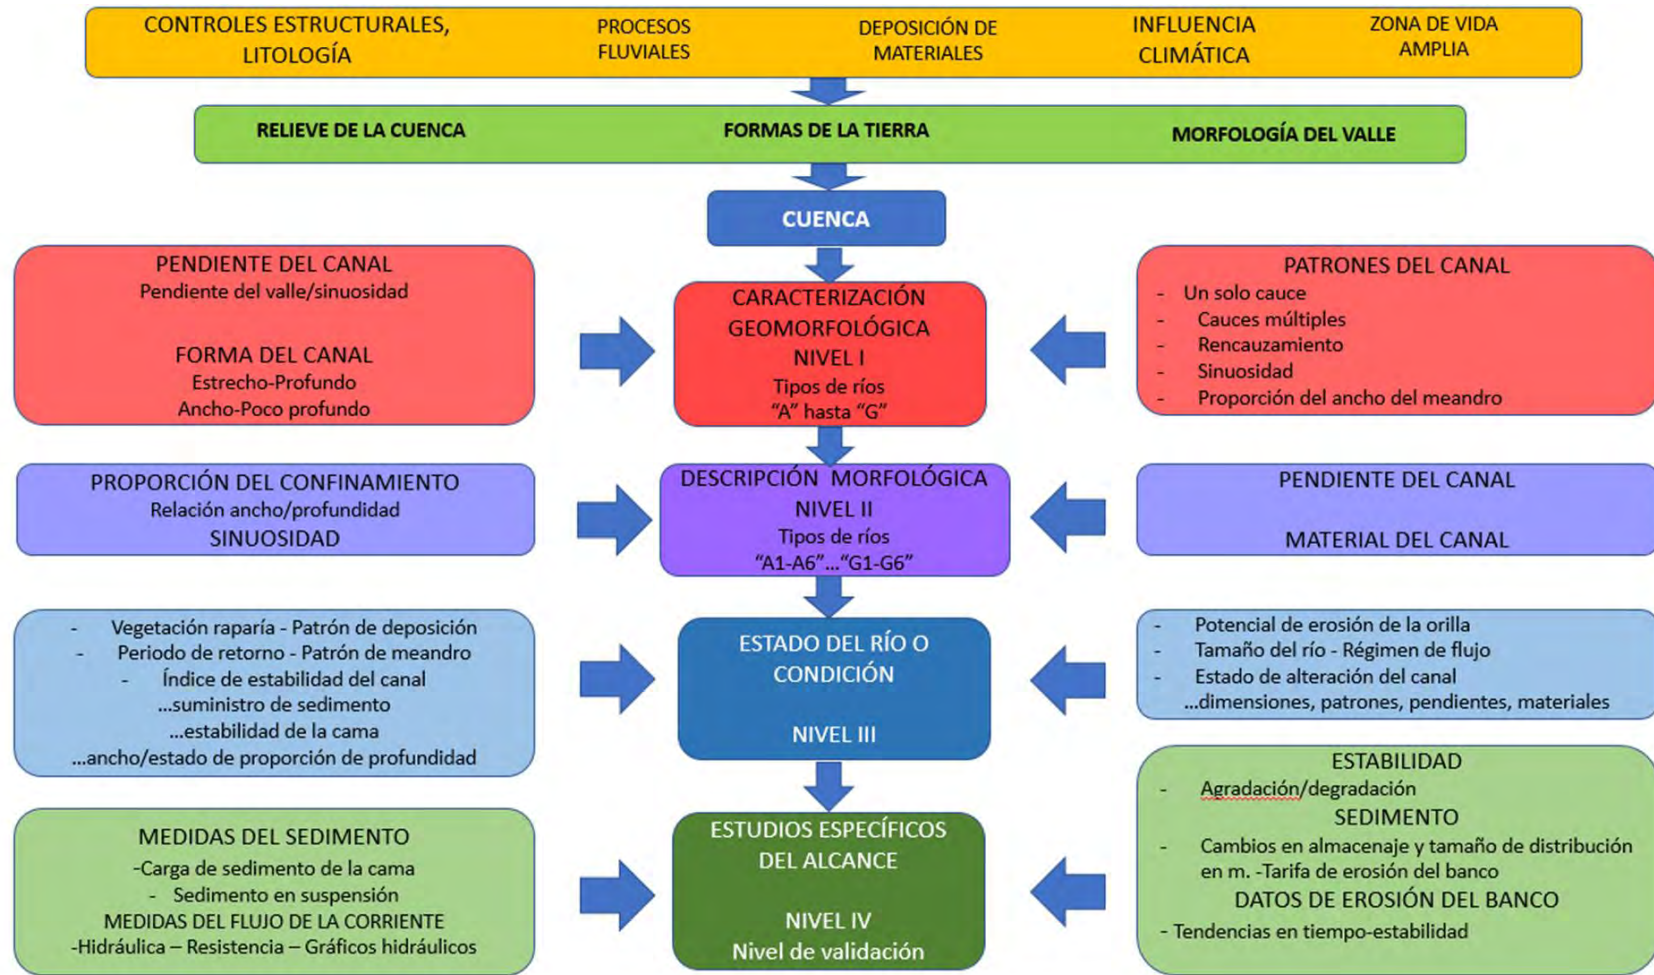 CONTROLES ESTRUCTURALES,
LITOLOGÍA
PROCESOS
FLUVIALES
DEPOSICIÓN DE
MATERIALES
INFLUENCIA
CLIMÁTICA
ZONA DE VIDA
AMPLIA
RELIEVE DE LA CUENCA
FORMAS DE LA TIERRA
MORFOLOGÍA DEL VALLE
CUENCA
PENDIENTE DEL CANAL
Pendiente del valle/sinuosidad
FORMA DEL CANAL
Estrecho-Profundo
Ancho-Poco profundo
CARACTERIZACIÓN
GEOMORFOLÓGICA
NIVEL I
Tipos de ríos
“A” hasta “G”
PATRONES DEL CANAL
- Un solo cauce
- Cauces múltiples
- Rencauzamiento
- Sinuosidad
- Proporción del ancho del meandro
PROPORCIÓN DEL CONFINAMIENTO
Relación ancho/profundidad
SINUOSIDAD
DESCRIPCIÓN MORFOLÓGICA
NIVEL II
Tipos de ríos
“A1-A6”...“G1-G6”
PENDIENTE DEL CANAL
MATERIAL DEL CANAL
- Vegetación raparía - Patrón de deposición
- Periodo de retorno - Patrón de meandro
- Índice de estabilidad del canal
...suministro de sedimento
...estabilidad de la cama
...ancho/estado de proporción de profundidad
ESTADO DEL RÍO O
CONDICIÓN
NIVEL III
- Potencial de erosión de la orilla
- Tamaño del río - Régimen de flujo
- Estado de alteración del canal
...dimensiones, patrones, pendientes, materiales
MEDIDAS DEL SEDIMENTO
-Carga de sedimento de la cama
- Sedimento en suspensión
MEDIDAS DEL FLUJO DE LA CORRIENTE
-Hidráulica – Resistencia – Gráficos hidráulicos
ESTUDIOS ESPECÍFICOS
DEL ALCANCE
NIVEL IV
Nivel de validación
ESTABILIDAD
- Agradación/degradación
SEDIMENTO
- Cambios en almacenaje y tamaño de distribución
en m. -Tarifa de erosión del banco
DATOS DE EROSIÓN DEL BANCO
- Tendencias en tiempo-estabilidad